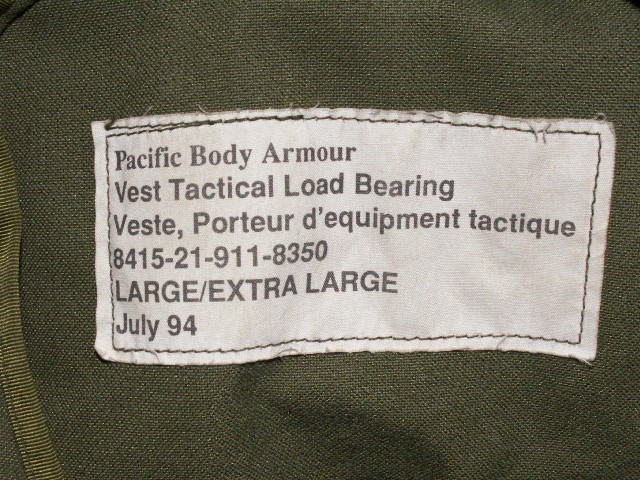 Pacific Body Armour
Vest Tactical Load Bearing
Veste, Porteur d'equipment tactique
8415-21-911-8350
LARGE/EXTRA LARGE
July 94